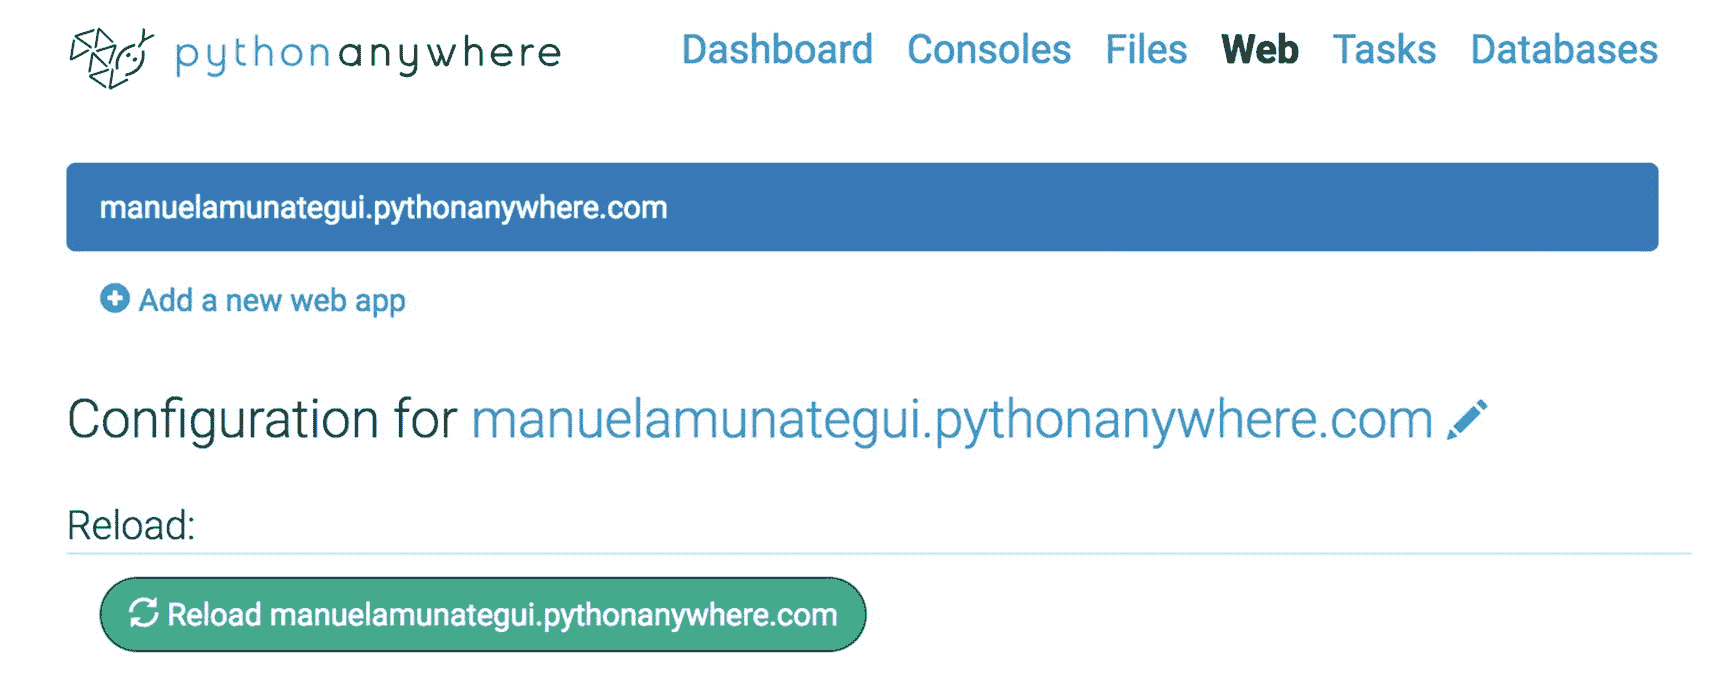 pythonanywhere Dashboard Consoles Files Web Tasks Databases
manuelamunategui.pythonanywhere.com
Add a new web app
Configuration for manuelamunategui.pythonanywhere.com
Reload:
Reload manuelamunategui.pythonanywhere.com